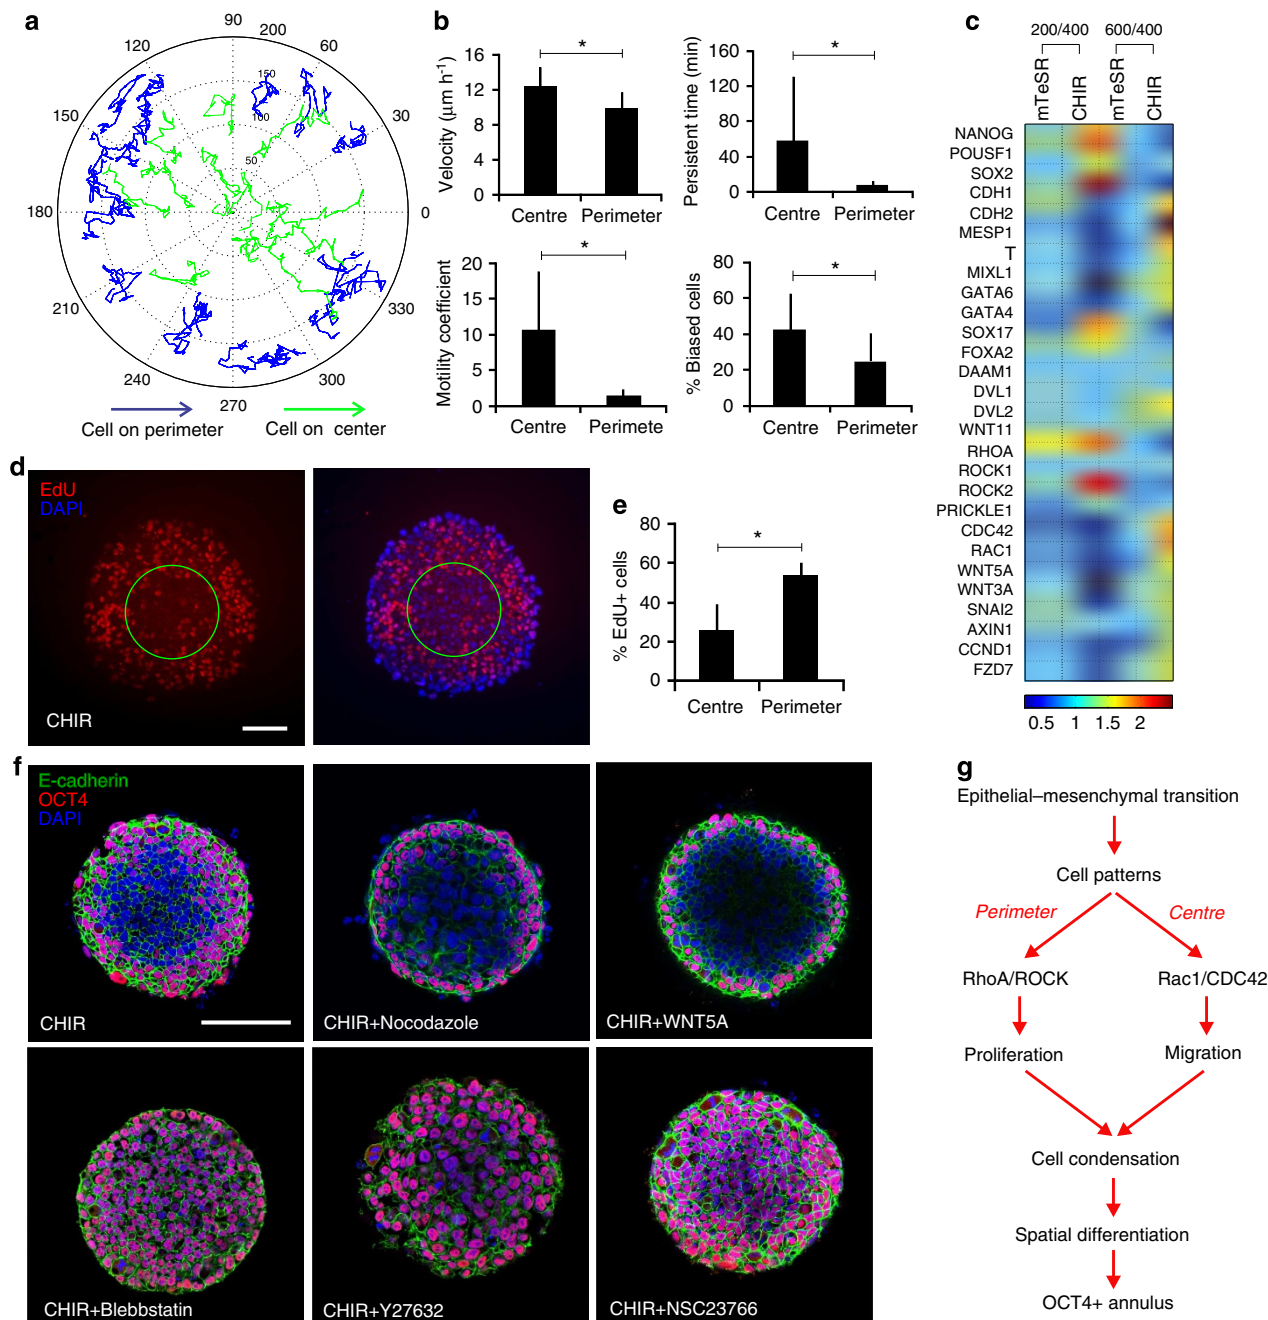 a
90
120
200
60
150
150
30
100
50
180
0
210
330
240
300
270
Cell on perimeter
Cell on center
b
*
Velocity (µm h-1)
16
12
8
4
0
Centre
Perimeter
*
Persistent time (min)
160
120
80
40
0
Centre
Perimeter
*
Motility coefficient
20
15
10
5
0
Centre
Perimete
*
% Biased cells
80
60
40
20
0
Centre
Perimeter
c
200/400
600/400
mTeSR
CHIR
mTeSR
CHIR
NANOG
POUSF1
SOX2
CDH1
CDH2
MESP1
T
MIXL1
GATA6
GATA4
SOX17
FOXA2
DAAM1
DVL1
DVL2
WNT11
RHOA
ROCK1
ROCK2
PRICKLE1
CDC42
RAC1
WNT5A
WNT3A
SNAI2
AXIN1
CCND1
FZD7
0.5
1
1.5
2
d
EdU
DAPI
CHIR
e
*
% EdU+ cells
80
60
40
20
0
Centre
Perimeter
f
E-cadherin
OCT4
DAPI
CHIR
CHIR+Nocodazole
CHIR+WNT5A
CHIR+Blebbstatin
CHIR+Y27632
CHIR+NSC23766
g
Epithelial–mesenchymal transition
Cell patterns
Perimeter
Centre
RhoA/ROCK
Rac1/CDC42
Proliferation
Migration
Cell condensation
Spatial differentiation
OCT4+ annulus